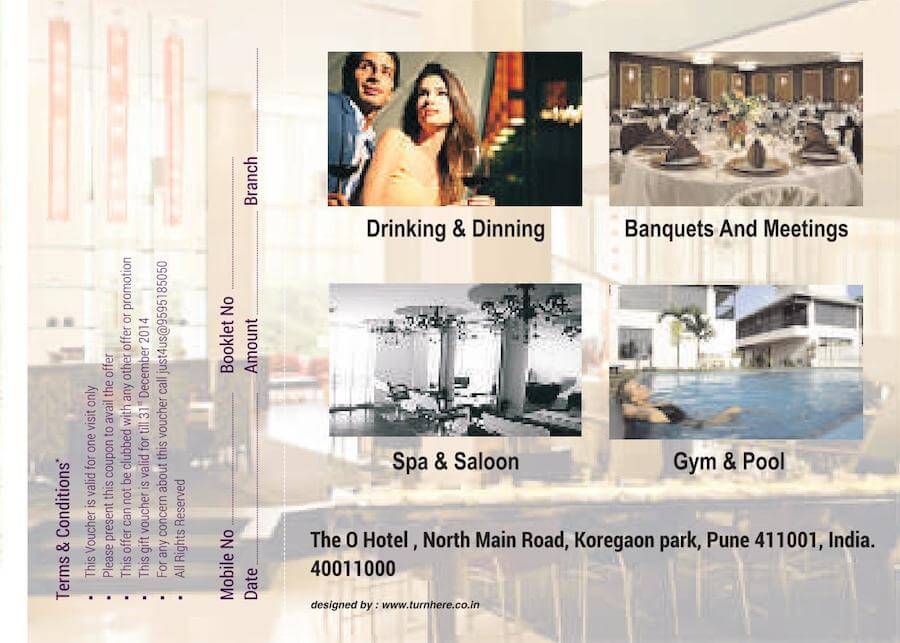 Terms & Conditions*
• This Voucher is valid for one visit only
• Please present this coupon to avail the offer
• This offer can not be clubbed with any other offer or promotion
• This gift voucher is valid for till 31st December 2014
• For any concern about this voucher call just4us@9595185050
• All Rights Reserved
Mobile No Booklet No
Date Amount Branch
Drinking & Dinning
Banquets And Meetings
Spa & Saloon
Gym & Pool
The O Hotel , North Main Road, Koregaon park, Pune 411001, India.
40011000
designed by : www.turnhere.co.in